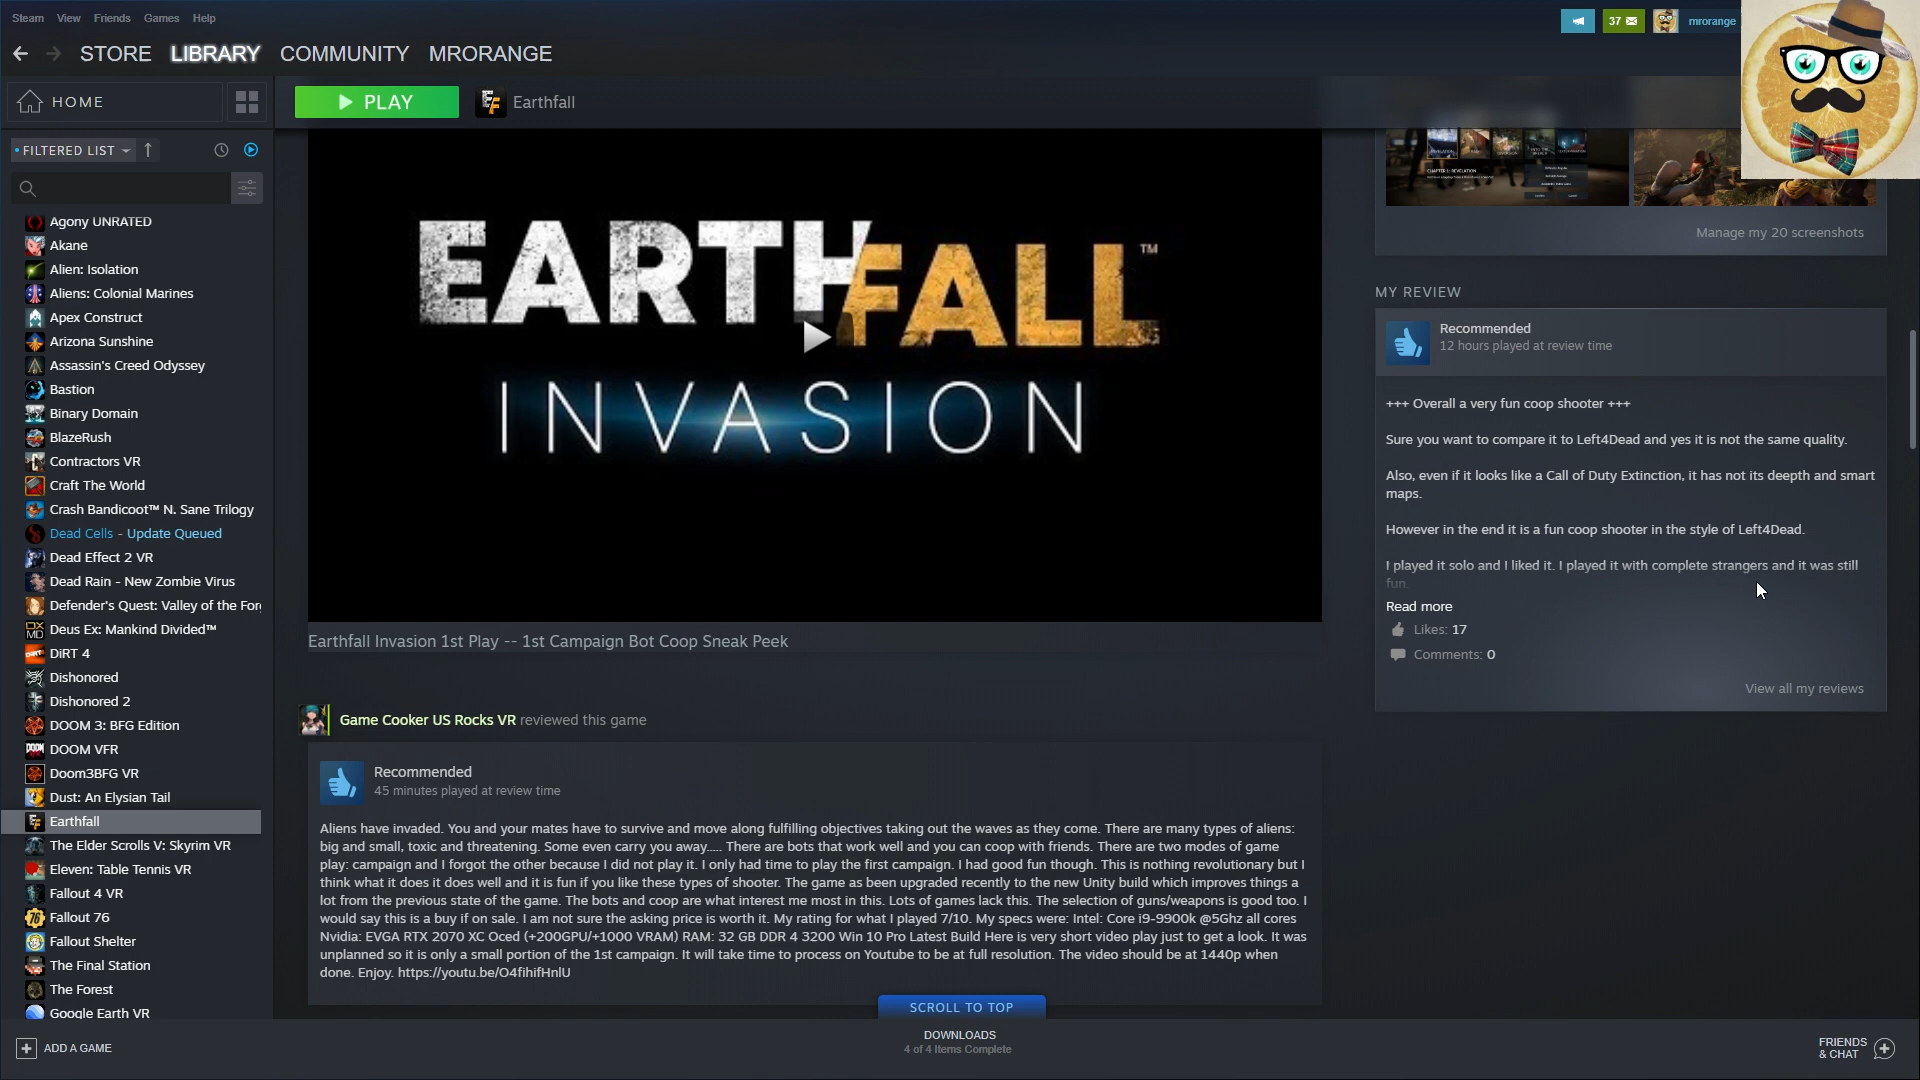 Steam View Friends Games Help
37
mrorange
STORE LIBRARY COMMUNITY MRORANGE
HOME
PLAY
Earthfall
FILTERED LIST
Agony UNRATED
Akane
Alien: Isolation
Aliens: Colonial Marines
Apex Construct
Arizona Sunshine
Assassin's Creed Odyssey
Bastion
Binary Domain
BlazeRush
Contractors VR
Craft The World
Crash Bandicoot™ N. Sane Trilogy
Dead Cells - Update Queued
Dead Effect 2 VR
Dead Rain - New Zombie Virus
Defender's Quest: Valley of the For
Deus Ex: Mankind Divided™
DiRT 4
Dishonored
Dishonored 2
DOOM 3: BFG Edition
DOOM VFR
Doom3BFG VR
Dust: An Elysian Tail
Earthfall
The Elder Scrolls V: Skyrim VR
Eleven: Table Tennis VR
Fallout 4 VR
Fallout 76
Fallout Shelter
The Final Station
The Forest
Google Earth VR
ADD A GAME
EARTHFALL™
INVASION
Earthfall Invasion 1st Play -- 1st Campaign Bot Coop Sneak Peek
Game Cooker US Rocks VR reviewed this game
Recommended
45 minutes played at review time
Aliens have invaded. You and your mates have to survive and move along fulfilling objectives taking out the waves as they come. There are many types of aliens:
big and small, toxic and threatening. Some even carry you away..... There are bots that work well and you can coop with friends. There are two modes of game
play: campaign and I forgot the other because I did not play it. I only had time to play the first campaign. I had good fun though. This is nothing revolutionary but I
think what it does it does well and it is fun if you like these types of shooter. The game as been upgraded recently to the new Unity build which improves things a
lot from the previous state of the game. The bots and coop are what interest me most in this. Lots of games lack this. The selection of guns/weapons is good too. I
would say this is a buy if on sale. I am not sure the asking price is worth it. My rating for what I played 7/10. My specs were: Intel: Core i9-9900k @5Ghz all cores
Nvidia: EVGA RTX 2070 XC Oced (+200GPU/+1000 VRAM) RAM: 32 GB DDR 4 3200 Win 10 Pro Latest Build Here is very short video play just to get a look. It was
unplanned so it is only a small portion of the 1st campaign. It will take time to process on Youtube to be at full resolution. The video should be at 1440p when
done. Enjoy. https://youtu.be/O4fihifHnlU
SCROLL TO TOP
DOWNLOADS
4 of 4 Items Complete
Manage my 20 screenshots
MY REVIEW
Recommended
12 hours played at review time
+++ Overall a very fun coop shooter +++
Sure you want to compare it to Left4Dead and yes it is not the same quality.
Also, even if it looks like a Call of Duty Extinction, it has not its deepth and smart
maps.
However in the end it is a fun coop shooter in the style of Left4Dead.
I played it solo and I liked it. I played it with complete strangers and it was still
fun.
Read more
Likes: 17
Comments: 0
View all my reviews
FRIENDS
& CHAT